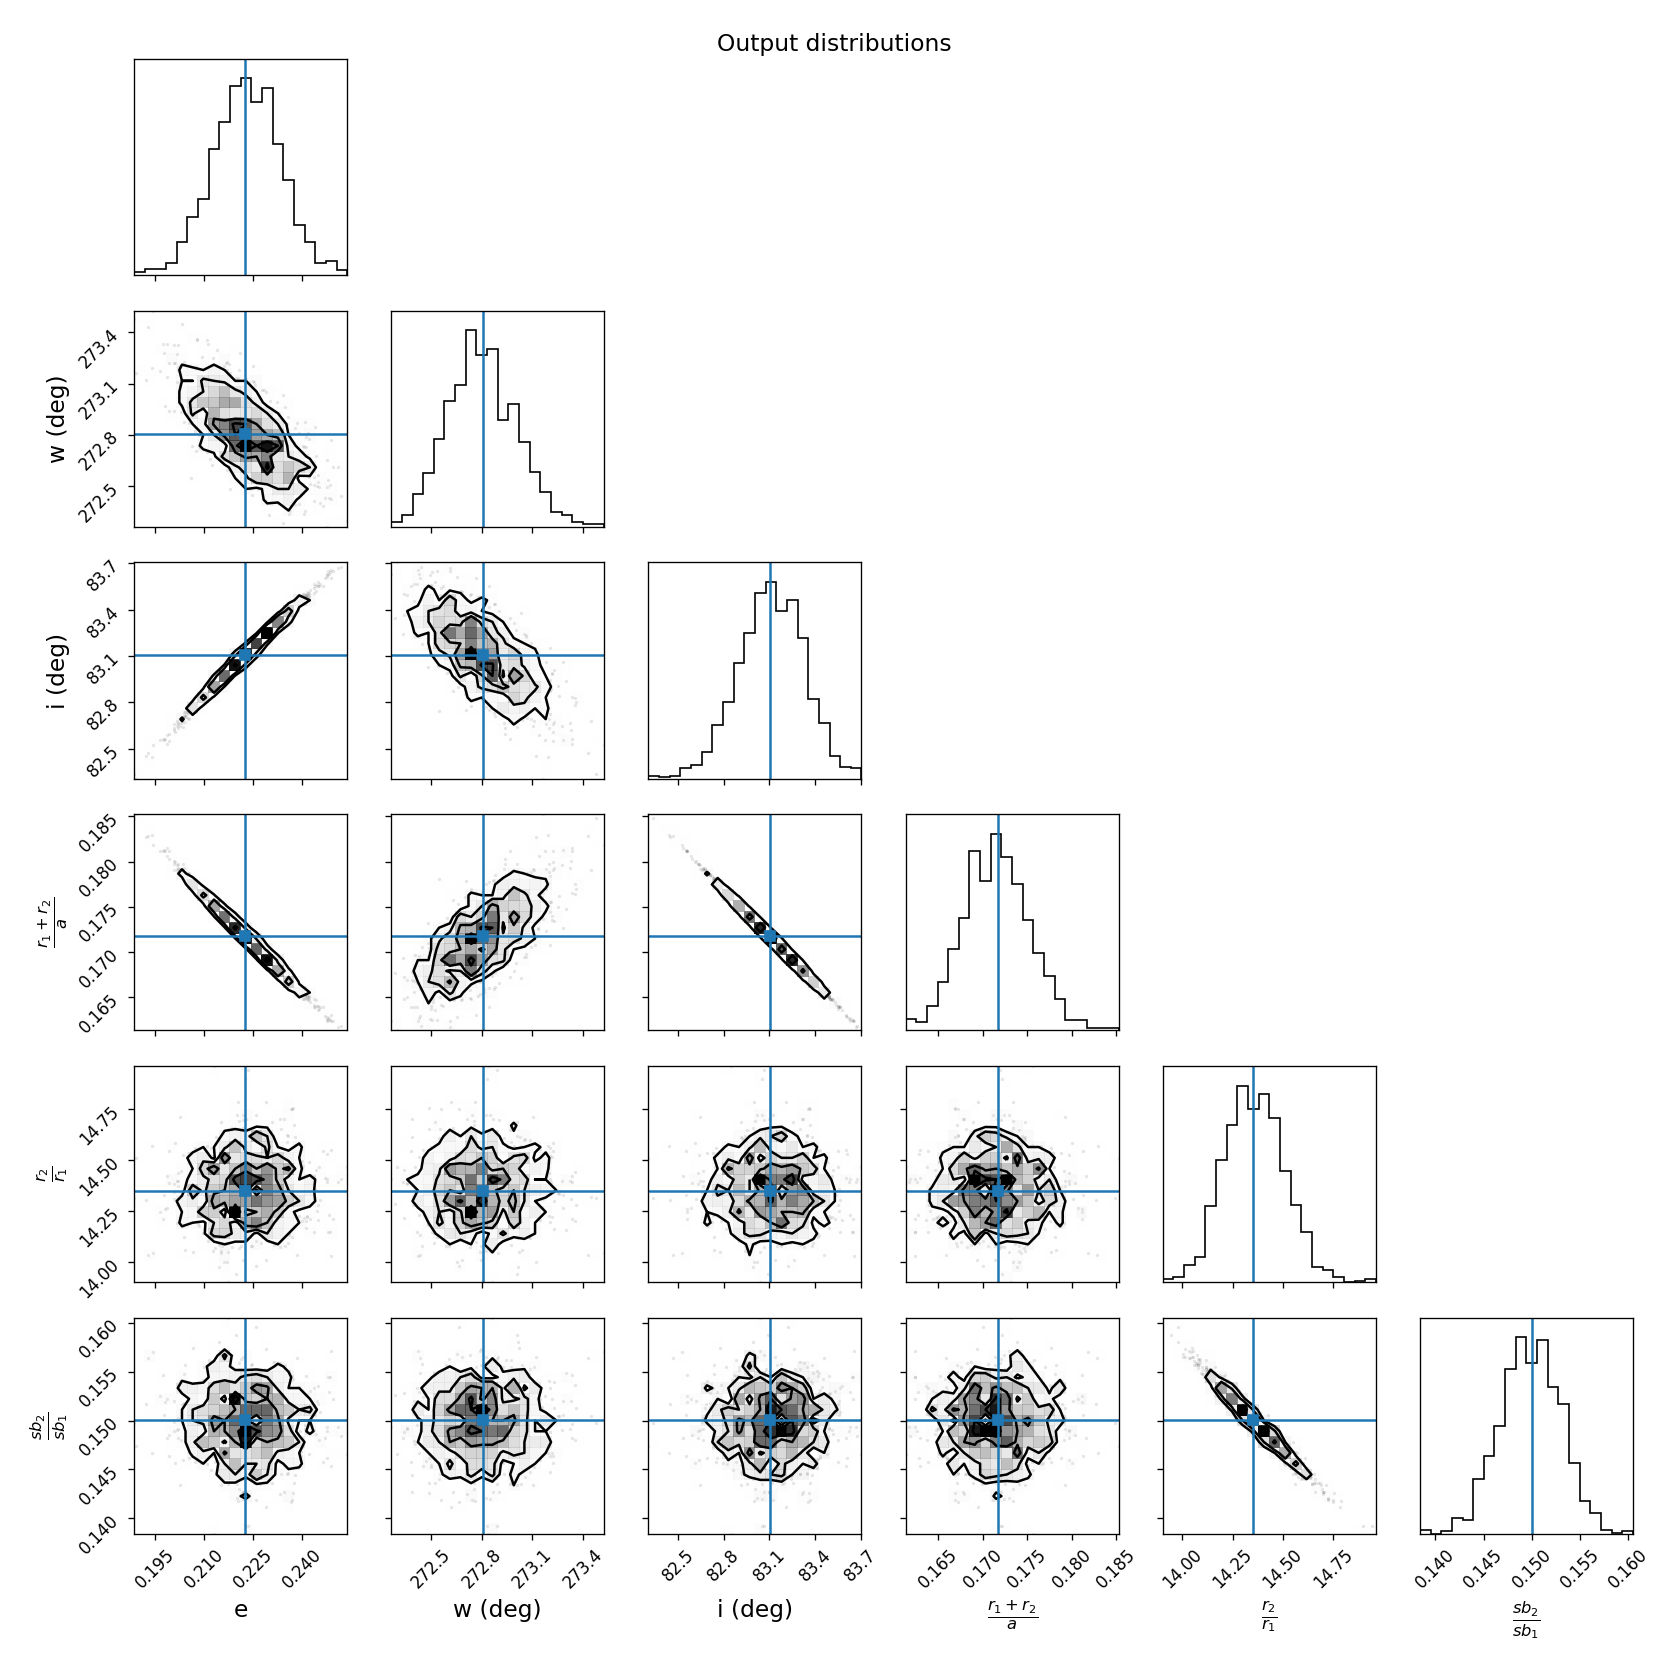 Output distributions
w (deg)
273.4
273.1
272.8
272.5
i (deg)
83.7
83.4
83.1
82.8
82.5
r₁ + r₂ / a
0.185
0.180
0.175
0.170
0.165
r₂ / r₁
14.75
14.50
14.25
14.00
sb₂ / sb₁
0.160
0.155
0.150
0.145
0.140
0.195 0.210 0.225 0.240
272.5 272.8 273.1 273.4
82.5 82.8 83.1 83.4 83.7
0.165 0.170 0.175 0.180 0.185
14.00 14.25 14.50 14.75
0.140 0.145 0.150 0.155 0.160
e
w (deg)
i (deg)
r₁ + r₂ / a
r₂ / r₁
sb₂ / sb₁